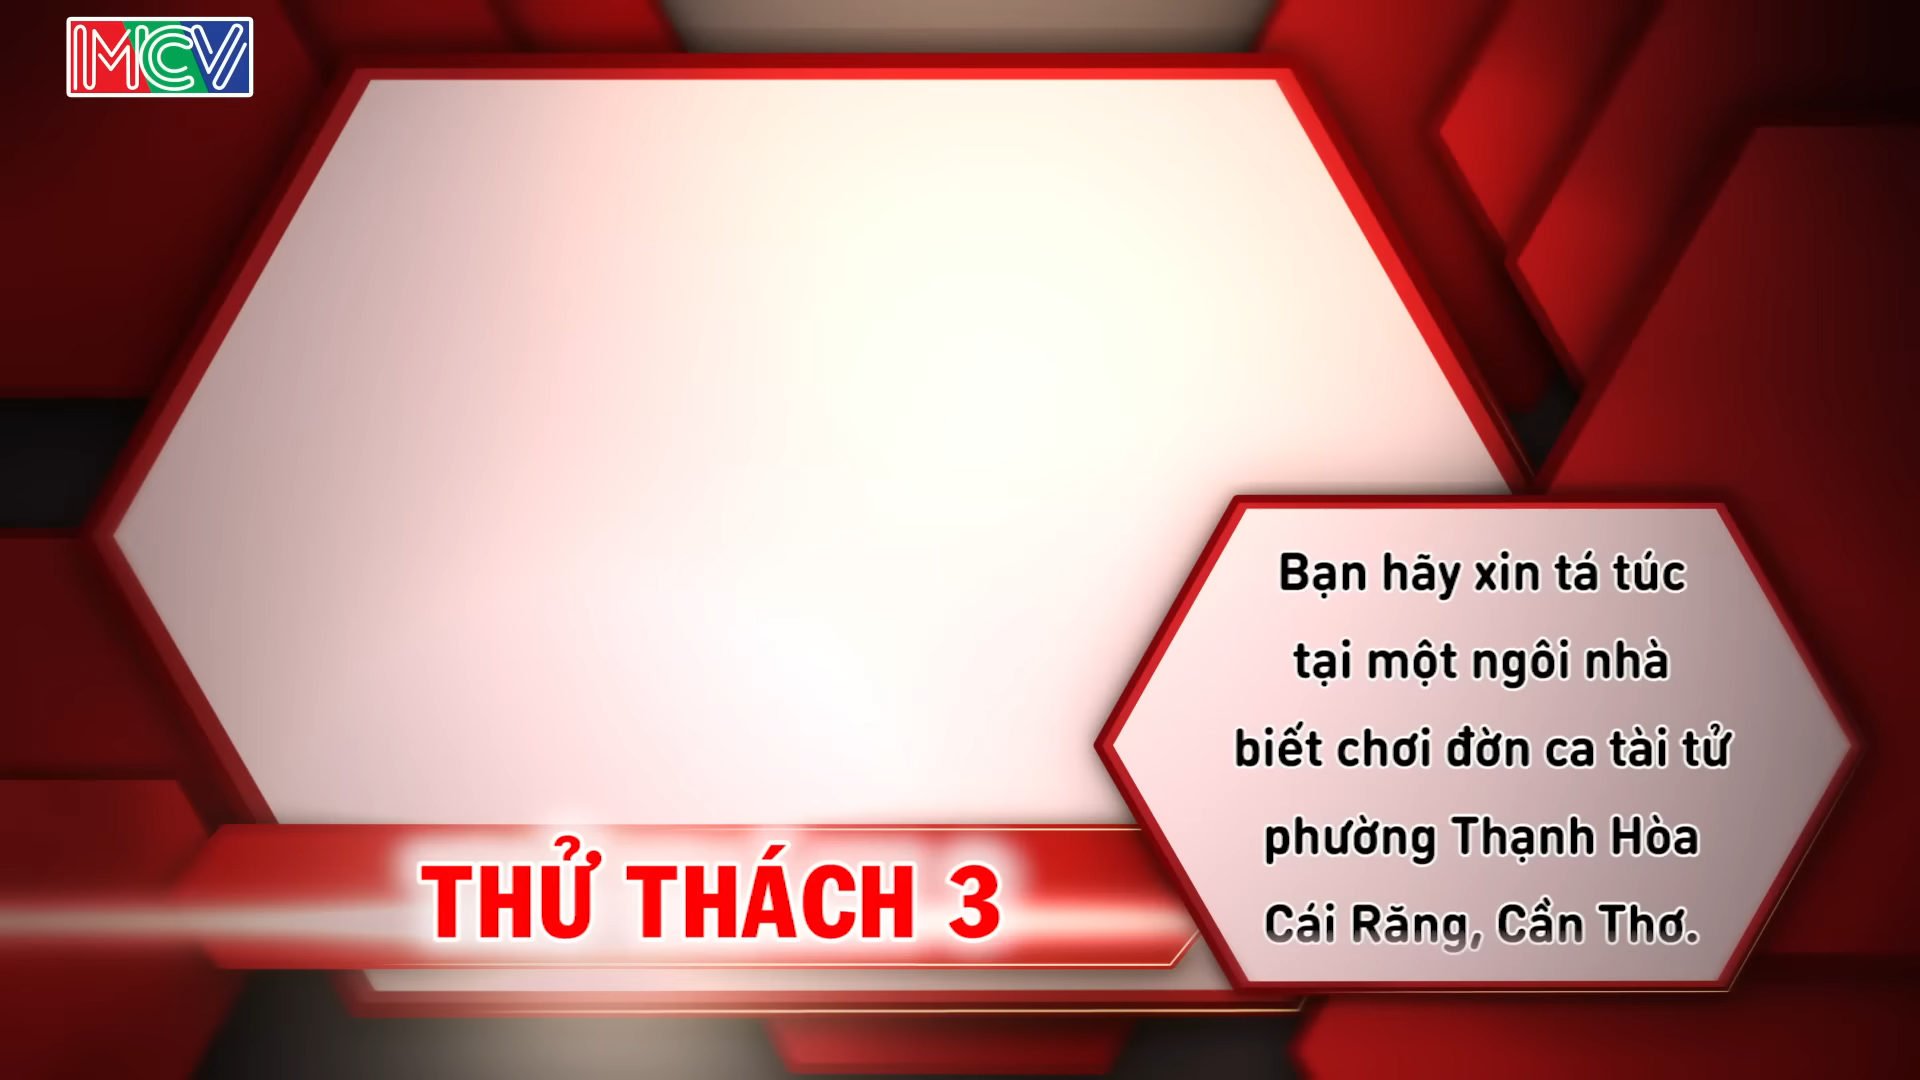 MCV
Bạn hãy xin tá túc
tại một ngôi nhà
biết chơi đờn ca tài tử
phường Thạnh Hòa
Cái Răng, Cần Thơ.
THỬ THÁCH 3